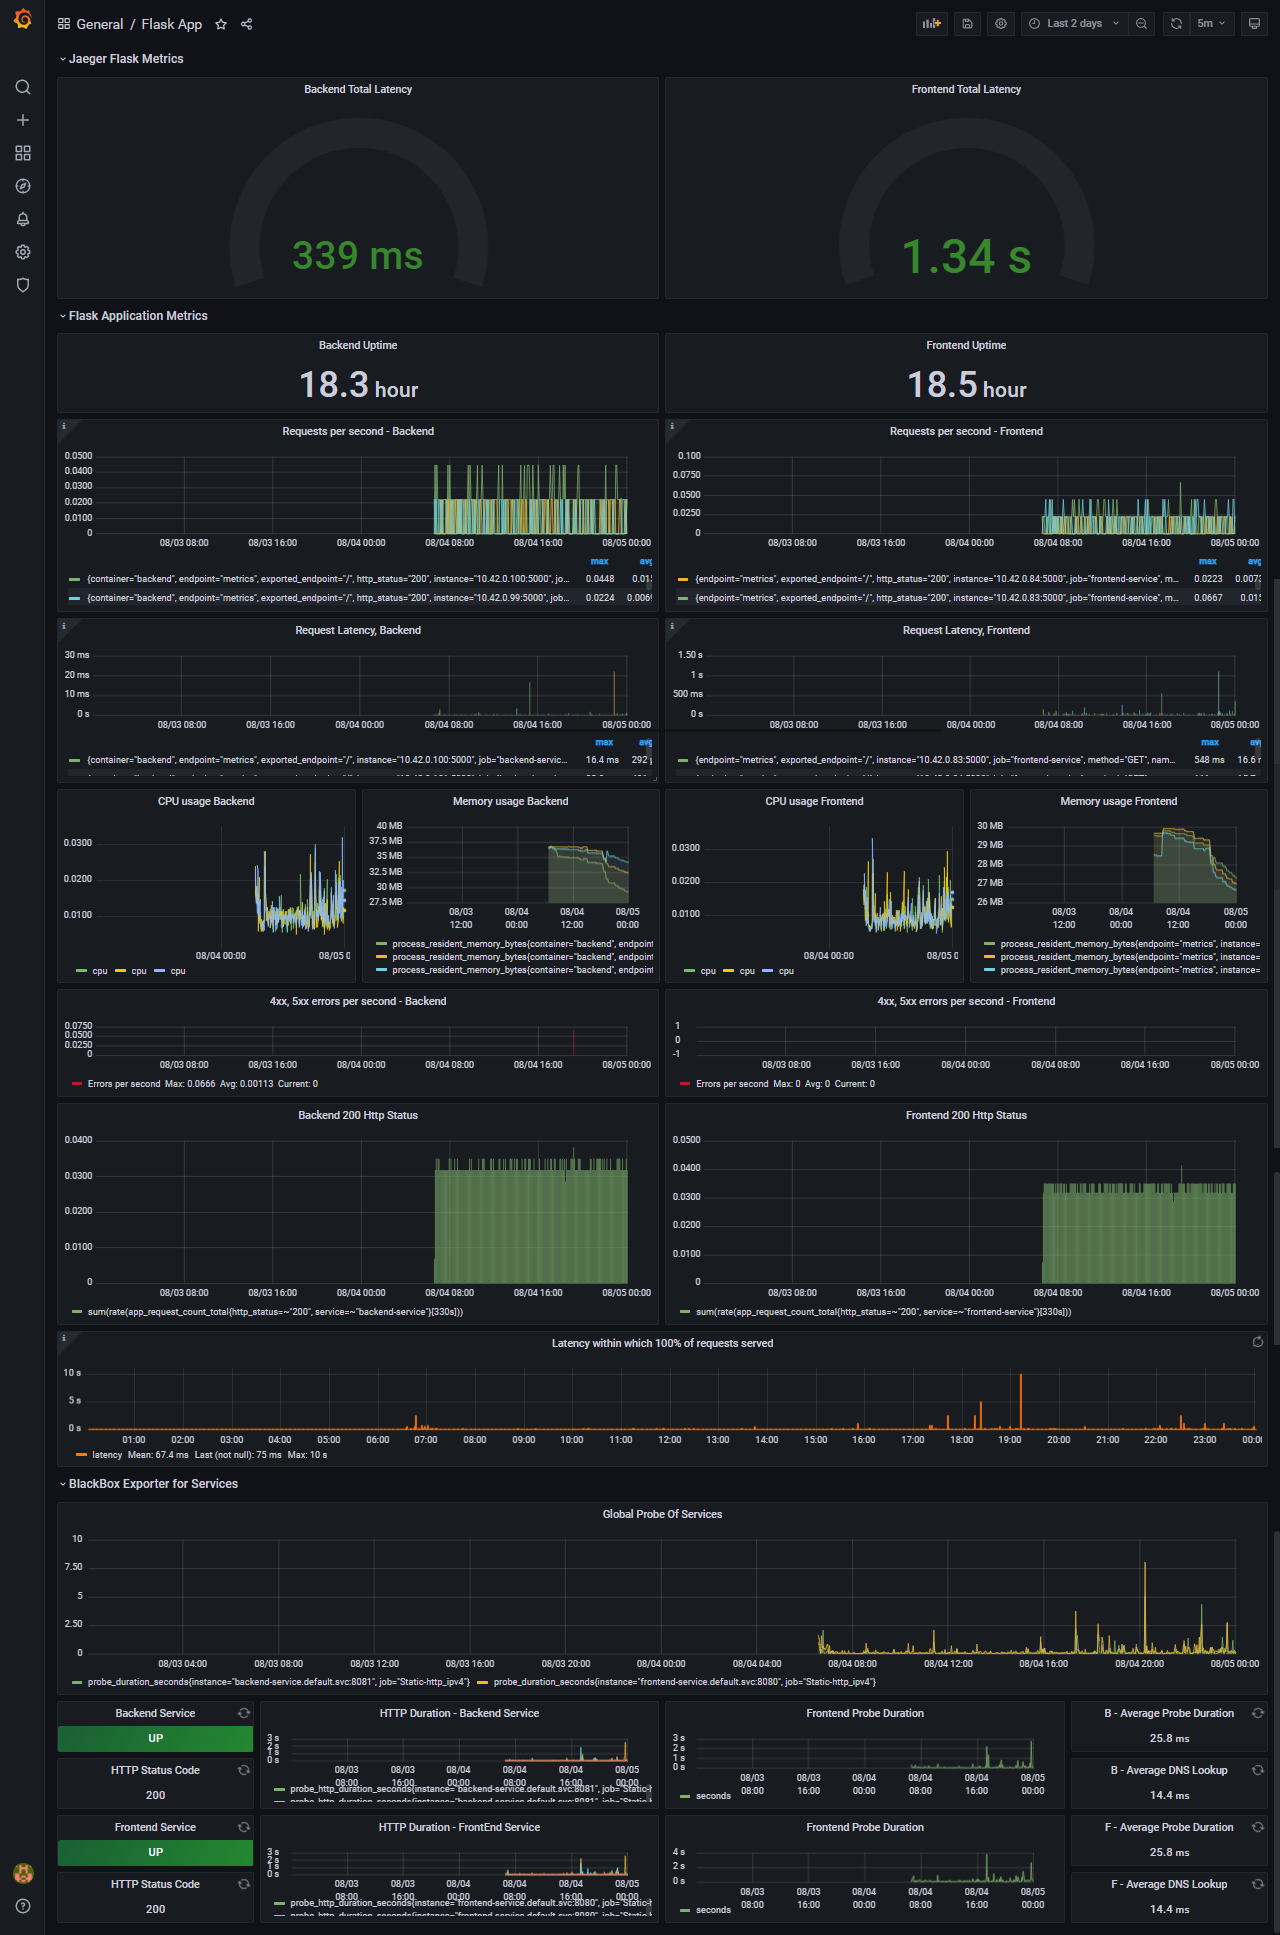 General / Flask App
Last 2 days
5m
Jaeger Flask Metrics
Backend Total Latency
339 ms
Frontend Total Latency
1.34 s
Flask Application Metrics
Backend Uptime
18.3 hour
Frontend Uptime
18.5 hour
Requests per second - Backend
0.0500
0.0400
0.0300
0.0200
0.0100
0
08/03 08:00 08/03 16:00 08/04 00:00 08/04 08:00 08/04 16:00 08/05 00:00
max avg
{container="backend", endpoint="metrics", exported_endpoint="/", http_status="200", instance="10.42.0.100:5000", job... 0.0448
{container="backend", endpoint="metrics", exported_endpoint="/", http_status="200", instance="10.42.0.99:5000", job... 0.0224
Requests per second - Frontend
0.100
0.0750
0.0500
0.0250
0
08/03 08:00 08/03 16:00 08/04 00:00 08/04 08:00 08/04 16:00 08/05 00:00
max avg
{endpoint="metrics", exported_endpoint="/", http_status="200", instance="10.42.0.84:5000", job="frontend-service", m... 0.0223
{endpoint="metrics", exported_endpoint="/", http_status="200", instance="10.42.0.83:5000", job="frontend-service", m... 0.0667
Request Latency, Backend
30 ms
20 ms
10 ms
0 s
08/03 08:00 08/03 16:00 08/04 00:00 08/04 08:00 08/04 16:00 08/05 00:00
max avg
{container="backend", endpoint="metrics", exported_endpoint="/", instance="10.42.0.100:5000", job="backend-servic... 16.4 ms 292
Request Latency, Frontend
1.50 s
1 s
500 ms
0 s
08/03 08:00 08/03 16:00 08/04 00:00 08/04 08:00 08/04 16:00 08/05 00:00
max
{endpoint="metrics", exported_endpoint="/", instance="10.42.0.83:5000", job="frontend-service", method="GET", nam... 548 ms 16.6
CPU usage Backend
0.0300
0.0200
0.0100
08/04 00:00 08/05 0
cpu cpu cpu
Memory usage Backend
40 MB
37.5 MB
35 MB
32.5 MB
30 MB
27.5 MB
08/03 08/04 08/04 08/05
12:00 00:00 12:00 00:00
process_resident_memory_bytes{container="backend", endpoint
process_resident_memory_bytes{container="backend", endpoint
process_resident_memory_bytes{container="backend", endpoint
CPU usage Frontend
0.0300
0.0200
0.0100
08/04 00:00 08/05 0
cpu cpu cpu
Memory usage Frontend
30 MB
29 MB
28 MB
27 MB
26 MB
08/03 08/04 08/04 08/05
12:00 00:00 12:00 00:00
process_resident_memory_bytes{endpoint="metrics", instance=
process_resident_memory_bytes{endpoint="metrics", instance=
process_resident_memory_bytes{endpoint="metrics", instance=
4xx, 5xx errors per second - Backend
0.0750
0.0500
0.0250
0
08/03 08:00 08/03 16:00 08/04 00:00 08/04 08:00 08/04 16:00 08/05 00:00
Errors per second Max: 0.0666 Avg: 0.00113 Current: 0
4xx, 5xx errors per second - Frontend
1
0
-1
08/03 08:00 08/03 16:00 08/04 00:00 08/04 08:00 08/04 16:00 08/05 00:00
Errors per second Max: 0 Avg: 0 Current: 0
Backend 200 Http Status
0.0400
0.0300
0.0200
0.0100
0
08/03 08:00 08/03 16:00 08/04 00:00 08/04 08:00 08/04 16:00 08/05 00:00
sum(rate(app_request_count_total{http_status=~"200", service=~"backend-service"}[330s]))
Frontend 200 Http Status
0.0500
0.0400
0.0300
0.0200
0.0100
0
08/03 08:00 08/03 16:00 08/04 00:00 08/04 08:00 08/04 16:00 08/05 00:00
sum(rate(app_request_count_total{http_status=~"200", service=~"frontend-service"}[330s]))
Latency within which 100% of requests served
10 s
5 s
0 s
01:00 02:00 03:00 04:00 05:00 06:00 07:00 08:00 09:00 10:00 11:00 12:00 13:00 14:00 15:00 16:00 17:00 18:00 19:00 20:00 21:00 22:00 23:00 00:0
latency Mean: 67.4 ms Last (not null): 75 ms Max: 10 s
BlackBox Exporter for Services
Global Probe Of Services
10
7.50
5
2.50
0
08/03 04:00 08/03 08:00 08/03 12:00 08/03 16:00 08/03 20:00 08/04 00:00 08/04 04:00 08/04 08:00 08/04 12:00 08/04 16:00 08/04 20:00 08/05 00:00
probe_duration_seconds{instance="backend-service.default.svc:8081", job="Static-http_ipv4"} probe_duration_seconds{instance="frontend-service.default.svc:8080", job="Static-http_ipv4"}
Backend Service
UP
HTTP Status Code
200
HTTP Duration - Backend Service
3 s
2 s
1 s
0 s
08/03 08/03 08/04 08/04 08/04 08/05
08:00 16:00 00:00 08:00 16:00 00:00
probe_http_duration_seconds{instance="backend-service.default.svc:8081", job="Static-
Frontend Probe Duration
3 s
2 s
1 s
0 s
08/03 08/03 08/04 08/04 08/04 08/05
08:00 16:00 00:00 08:00 16:00 00:00
seconds
B - Average Probe Duration
25.8 ms
B - Average DNS Lookup
14.4 ms
Frontend Service
UP
HTTP Status Code
200
HTTP Duration - FrontEnd Service
3 s
2 s
1 s
0 s
08/03 08/03 08/04 08/04 08/04 08/05
08:00 16:00 00:00 08:00 16:00 00:00
probe_http_duration_seconds{instance="frontend-service.default.svc:8080", job="Static-
Frontend Probe Duration
4 s
2 s
0 s
08/03 08/03 08/04 08/04 08/04 08/05
08:00 16:00 00:00 08:00 16:00 00:00
seconds
F - Average Probe Duration
25.8 ms
F - Average DNS Lookup
14.4 ms